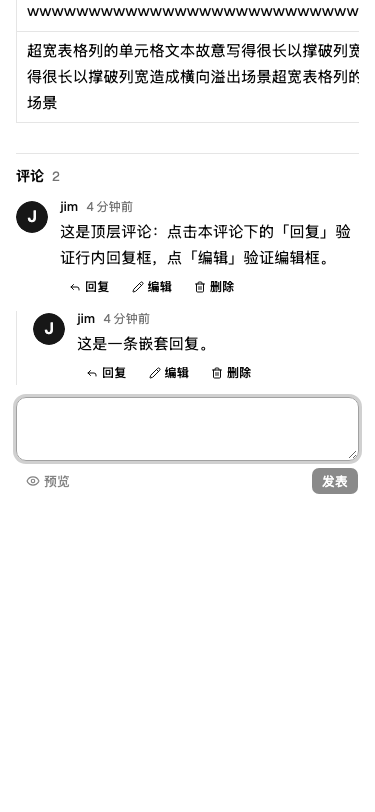 wwwwwwwwwwwwwwwwwwwwwwwwwwwwww
超宽表格列的单元格文本故意写得很长以撑破列宽
得很长以撑破列宽造成横向溢出场景超宽表格列的
场景
评论 2
J jim 4 分钟前
这是顶层评论：点击本评论下的「回复」验
证行内回复框，点「编辑」验证编辑框。
回复 编辑 删除
J jim 4 分钟前
这是一条嵌套回复。
回复 编辑 删除
预览 发表